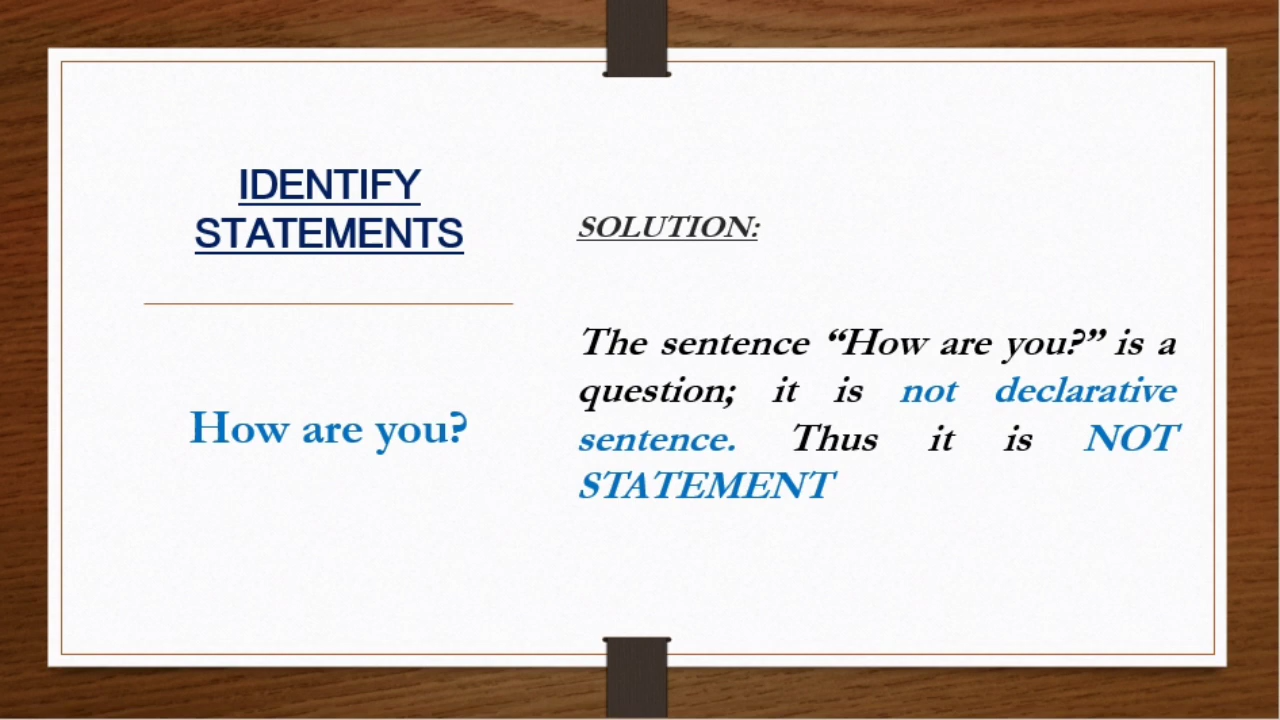 IDENTIFY
STATEMENTS
How are you?
SOLUTION:
The sentence “How are you?” is a
question; it is not declarative
sentence. Thus it is NOT
STATEMENT